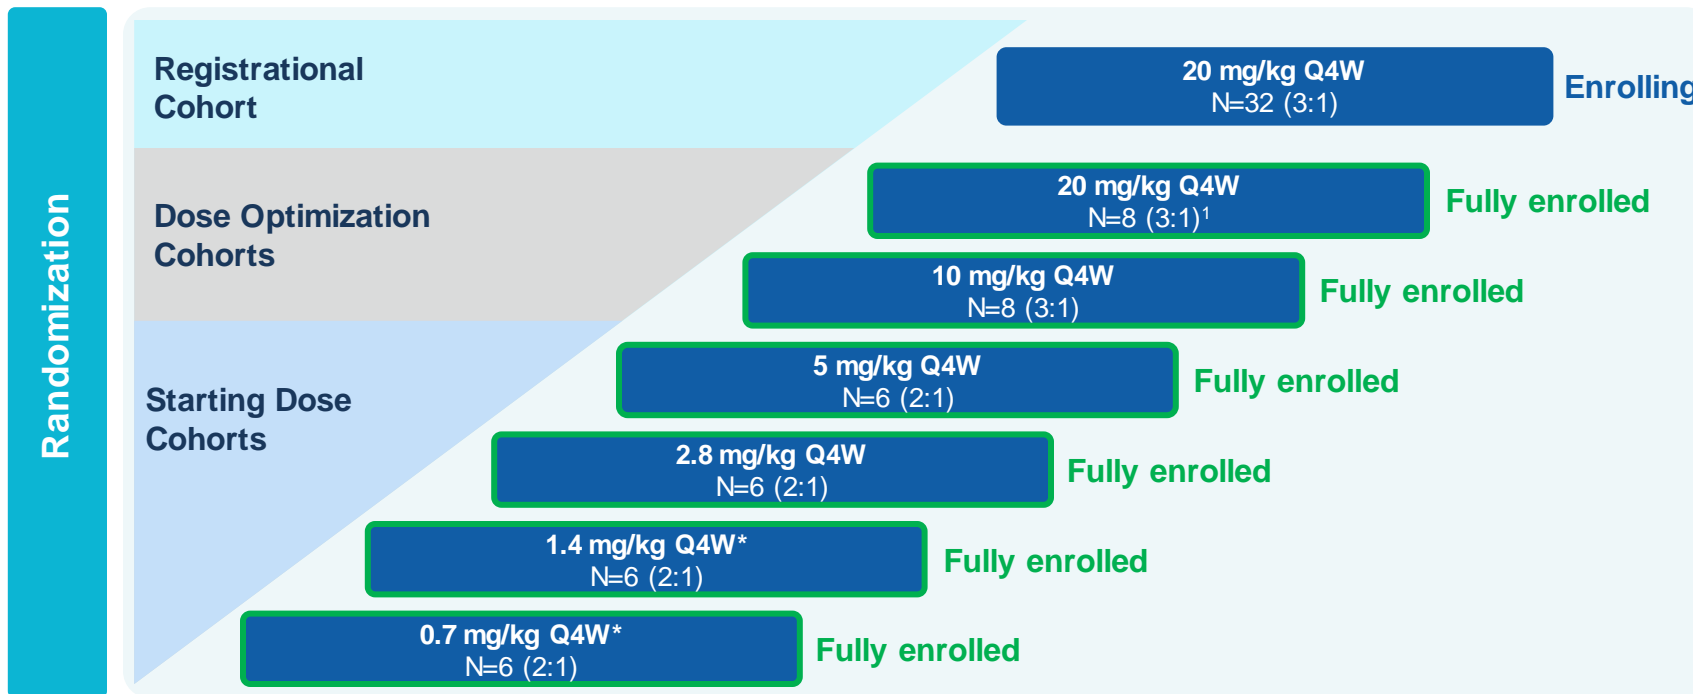 Randomization
Registrational
Cohort
20 mg/kg Q4W
N=32 (3:1)
Enrolling
Dose Optimization
Cohorts
20 mg/kg Q4W
N=8 (3:1)¹
Fully enrolled
10 mg/kg Q4W
N=8 (3:1)
Fully enrolled
Starting Dose
Cohorts
5 mg/kg Q4W
N=6 (2:1)
Fully enrolled
2.8 mg/kg Q4W
N=6 (2:1)
Fully enrolled
1.4 mg/kg Q4W*
N=6 (2:1)
Fully enrolled
0.7 mg/kg Q4W*
N=6 (2:1)
Fully enrolled